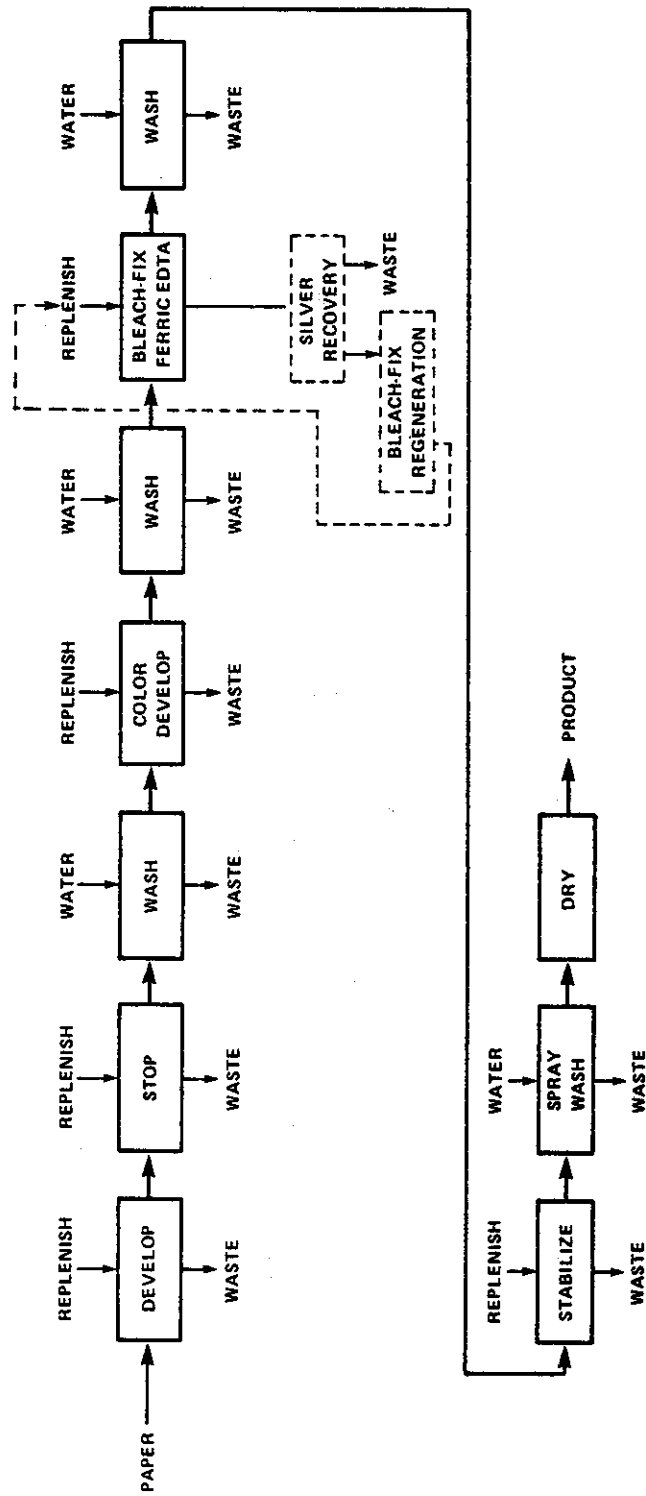 PAPER
REPLENISH
DEVELOP
WASTE
REPLENISH
STOP
WASTE
WATER
WASH
WASTE
REPLENISH
COLOR
DEVELOP
WASTE
WATER
WASH
WASTE
REPLENISH
BLEACH-FIX
FERRIC EDTA
SILVER
RECOVERY
WASTE
BLEACH-FIX
REGENERATION
WATER
WASH
WASTE
REPLENISH
STABILIZE
WASTE
WATER
SPRAY
WASH
WASTE
DRY
PRODUCT